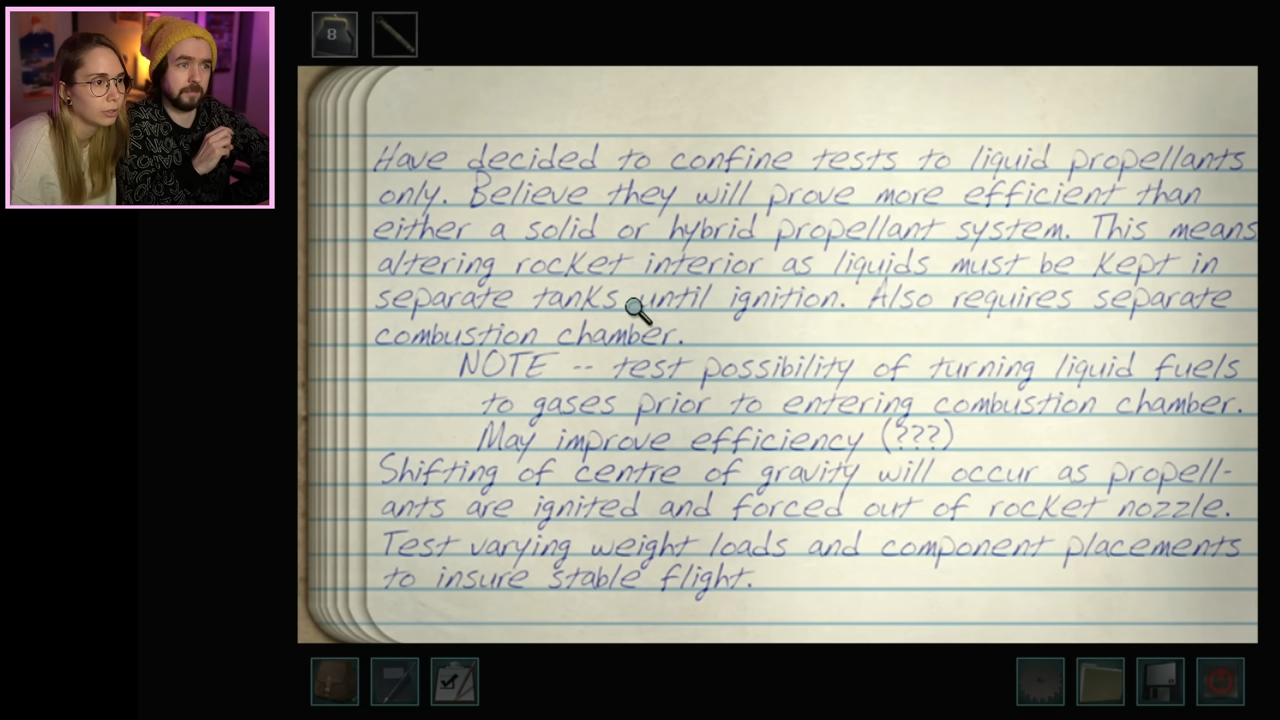 8
Have decided to confine tests to liquid propellants
only. Believe they will prove more efficient than
either a solid or hybrid propellant system. This means
altering rocket interior as liquids must be kept in
separate tanks until ignition. Also requires separate
combustion chamber.
NOTE -- test possibility of turning liquid fuels
to gases prior to entering combustion chamber.
May improve efficiency (???)
Shifting of centre of gravity will occur as propell-
ants are ignited and forced out of rocket nozzle.
Test varying weight loads and component placements
to insure stable flight.